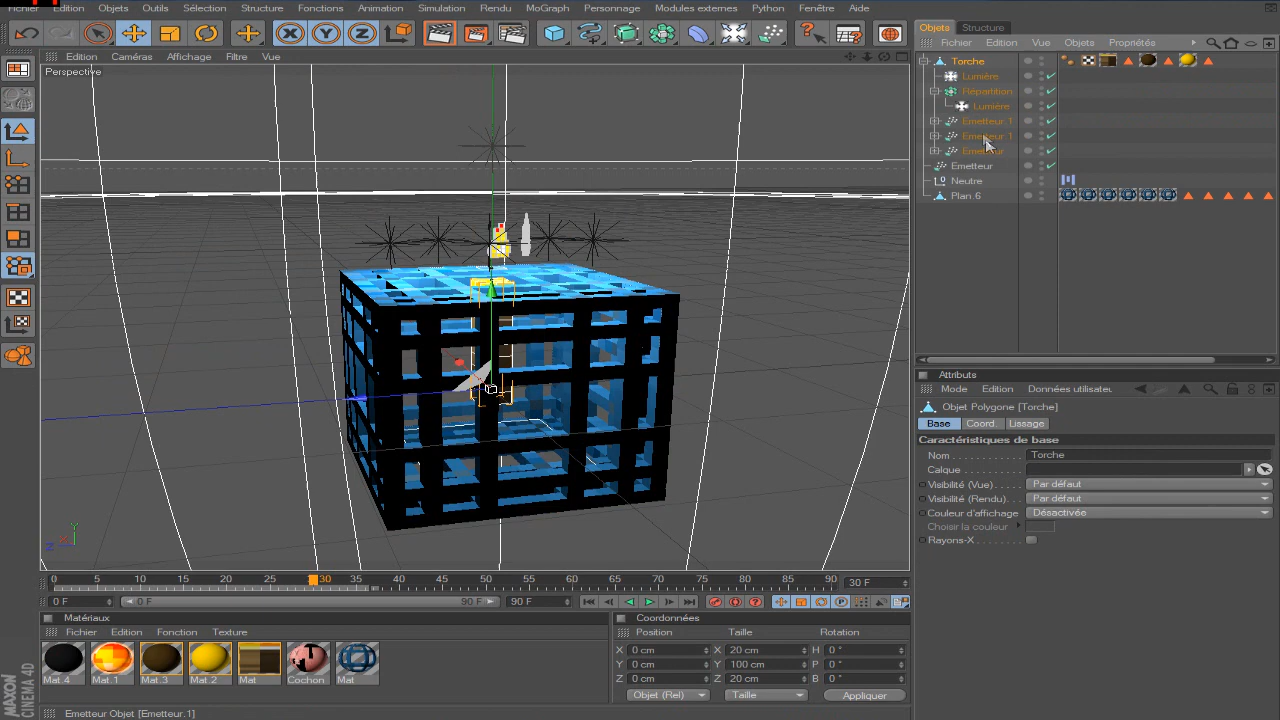 Fichier Edition Objets Outils Sélection Structure Fonctions Animation Simulation Rendu MoGraph Personnage Modules externes Python Fenêtre Aide
Objets Structure
Fichier Edition Vue Objets Propriétés
Edition Caméras Affichage Filtre Vue
Perspective
Torche
Lumière
Répartition
Lumière
Emetteur.1
Emetteur.1
Emetteur
Emetteur
Neutre
Plan.6
Attributs
Mode Edition Données utilisateu
Objet Polygone [Torche]
Base Coord. Lissage
Caractéristiques de base
Nom Torche
Calque
Visibilité (Vue) Par défaut
Visibilité (Rendu) Par défaut
Couleur d'affichage Désactivée
Choisir la couleur
Rayons-X
Y
X
Z
0 5 10 15 20 25 30 35 40 45 50 55 60 65 70 75 80 85 90 30 F
0 F 0 F 90 F 90 F
Matériaux
Fichier Edition Fonction Texture
Mat.4 Mat.1 Mat.3 Mat.2 Mat Cochon Mat
Coordonnées
Position Taille Rotation
X 0 cm X 20 cm H 0 °
Y 0 cm Y 100 cm P 0 °
Z 0 cm Z 20 cm B 0 °
Objet (Rel) Taille Appliquer
MAXON
CINEMA 4D
Emetteur Objet [Emetteur.1]